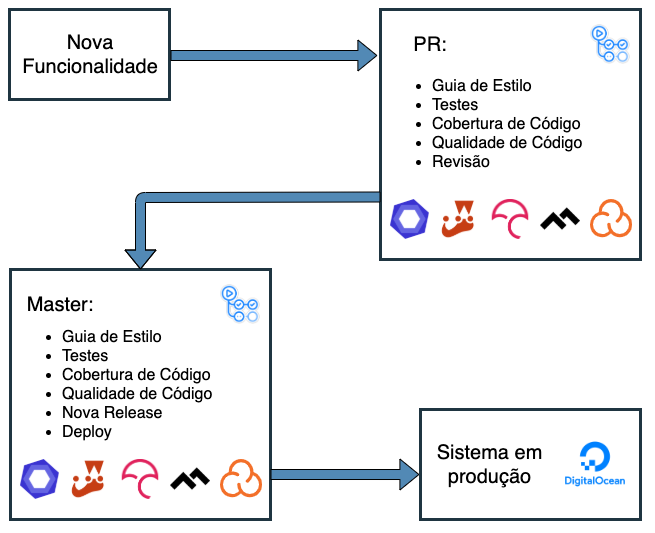 Nova
Funcionalidade
PR:
• Guia de Estilo
• Testes
• Cobertura de Código
• Qualidade de Código
• Revisão
Master:
• Guia de Estilo
• Testes
• Cobertura de Código
• Qualidade de Código
• Nova Release
• Deploy
Sistema em
produção
DigitalOcean